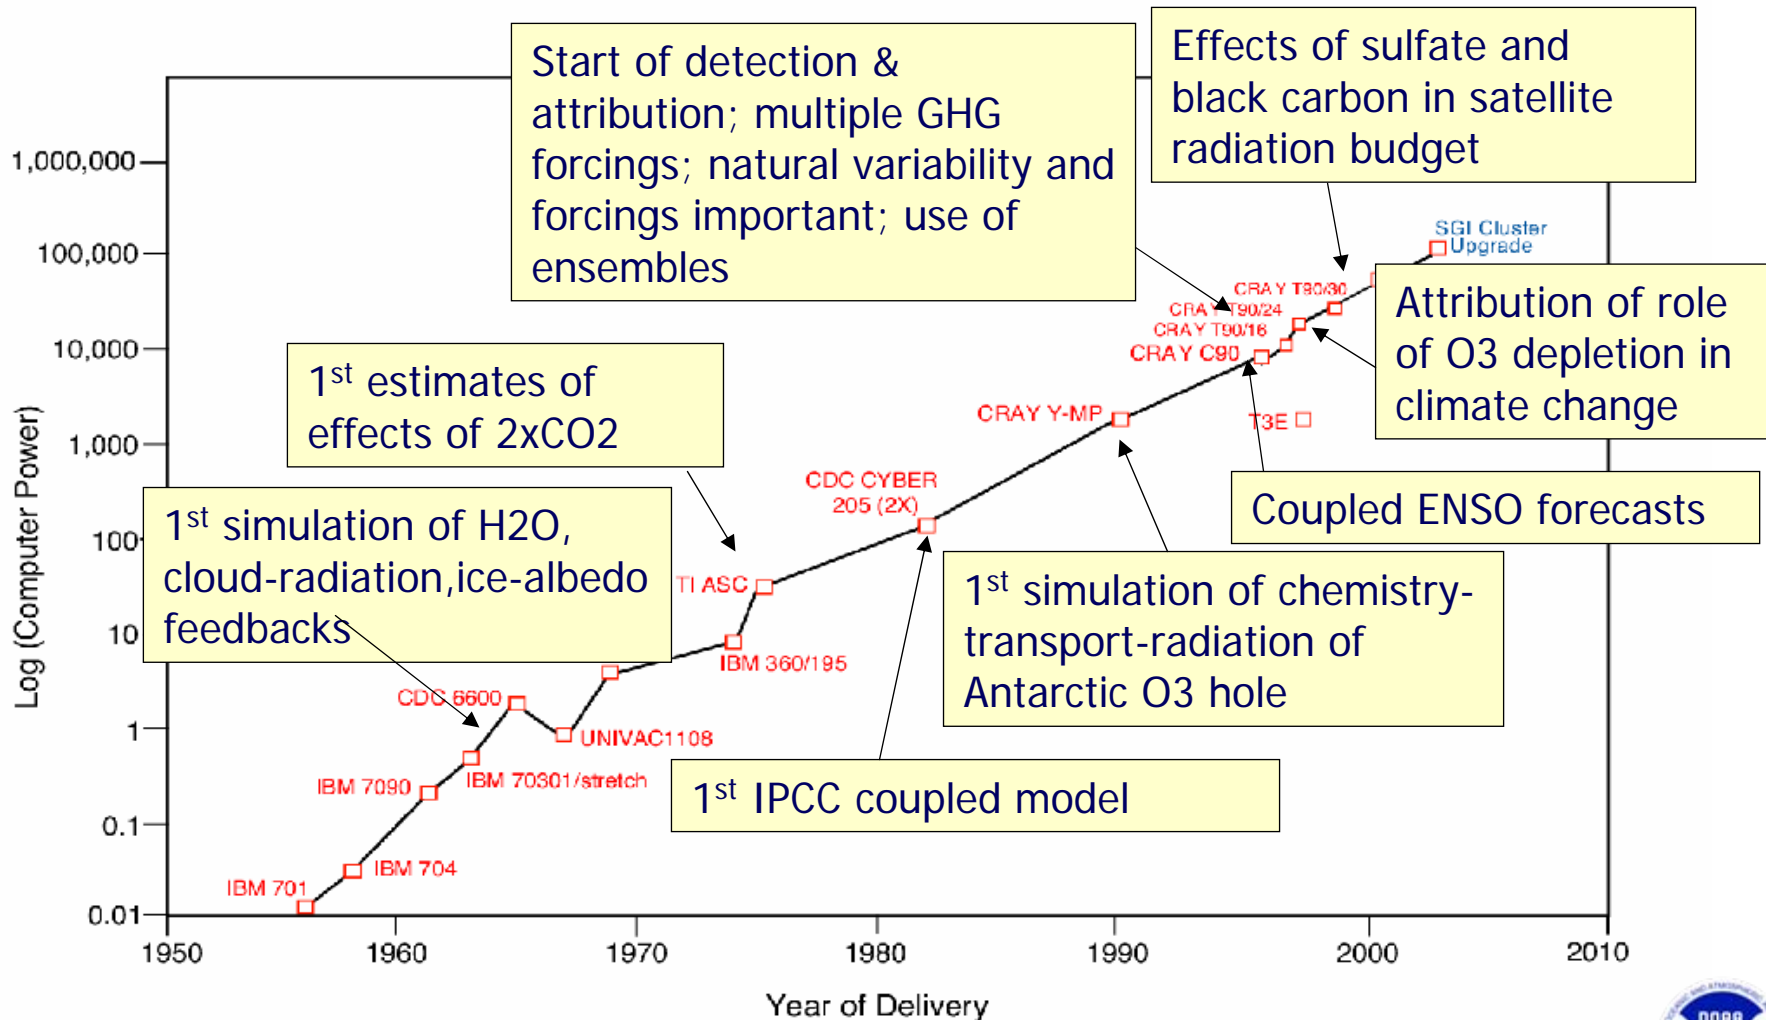 Start of detection &
attribution; multiple GHG
forcings; natural variability and
forcings important; use of
ensembles
Effects of sulfate and
black carbon in satellite
radiation budget
1,000,000
100,000
10,000
1,000
100
10
1
0.1
0.01
Log (Computer Power)
SGI Cluster
Upgrade
CRAY T90/30
CRAY T90/24
CRAY T90/16
CRAY C90
Attribution of role
of O3 depletion in
climate change
1st estimates of
effects of 2xCO2
CRAY Y-MP
T3E
CDC CYBER
205 (2X)
Coupled ENSO forecasts
1st simulation of H2O,
cloud-radiation,ice-albedo
feedbacks
TI ASC
1st simulation of chemistry-
transport-radiation of
Antarctic O3 hole
IBM 360/195
CDC 6600
UNIVAC1108
IBM 7090
IBM 70301/stretch
1st IPCC coupled model
IBM 704
IBM 701
1950
1960
1970
1980
1990
2000
2010
Year of Delivery